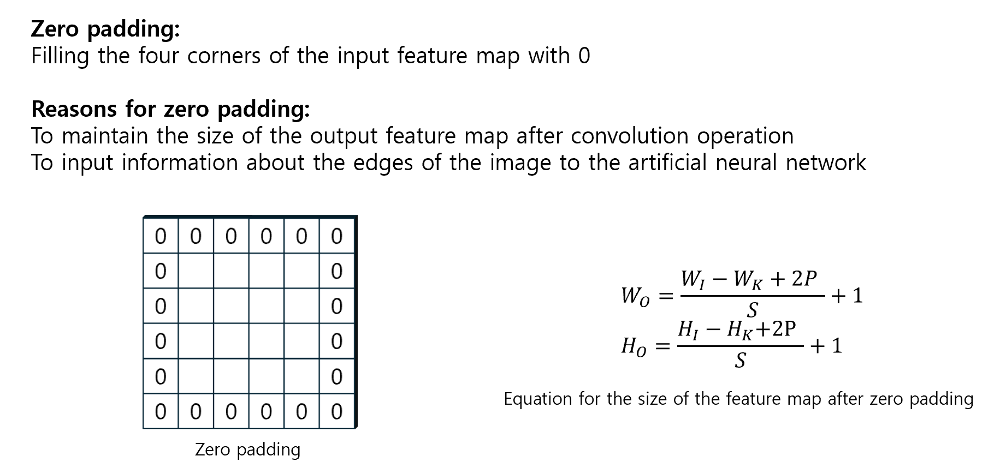 Zero padding:
Filling the four corners of the input feature map with 0
Reasons for zero padding:
To maintain the size of the output feature map after convolution operation
To input information about the edges of the image to the artificial neural network
0 0 0 0 0 0
0 0
0 0
0 0
0 0
0 0 0 0 0 0
Zero padding
W_O = \frac{W_I - W_K + 2P}{S} + 1
H_O = \frac{H_I - H_K+2P}{S} + 1
Equation for the size of the feature map after zero padding